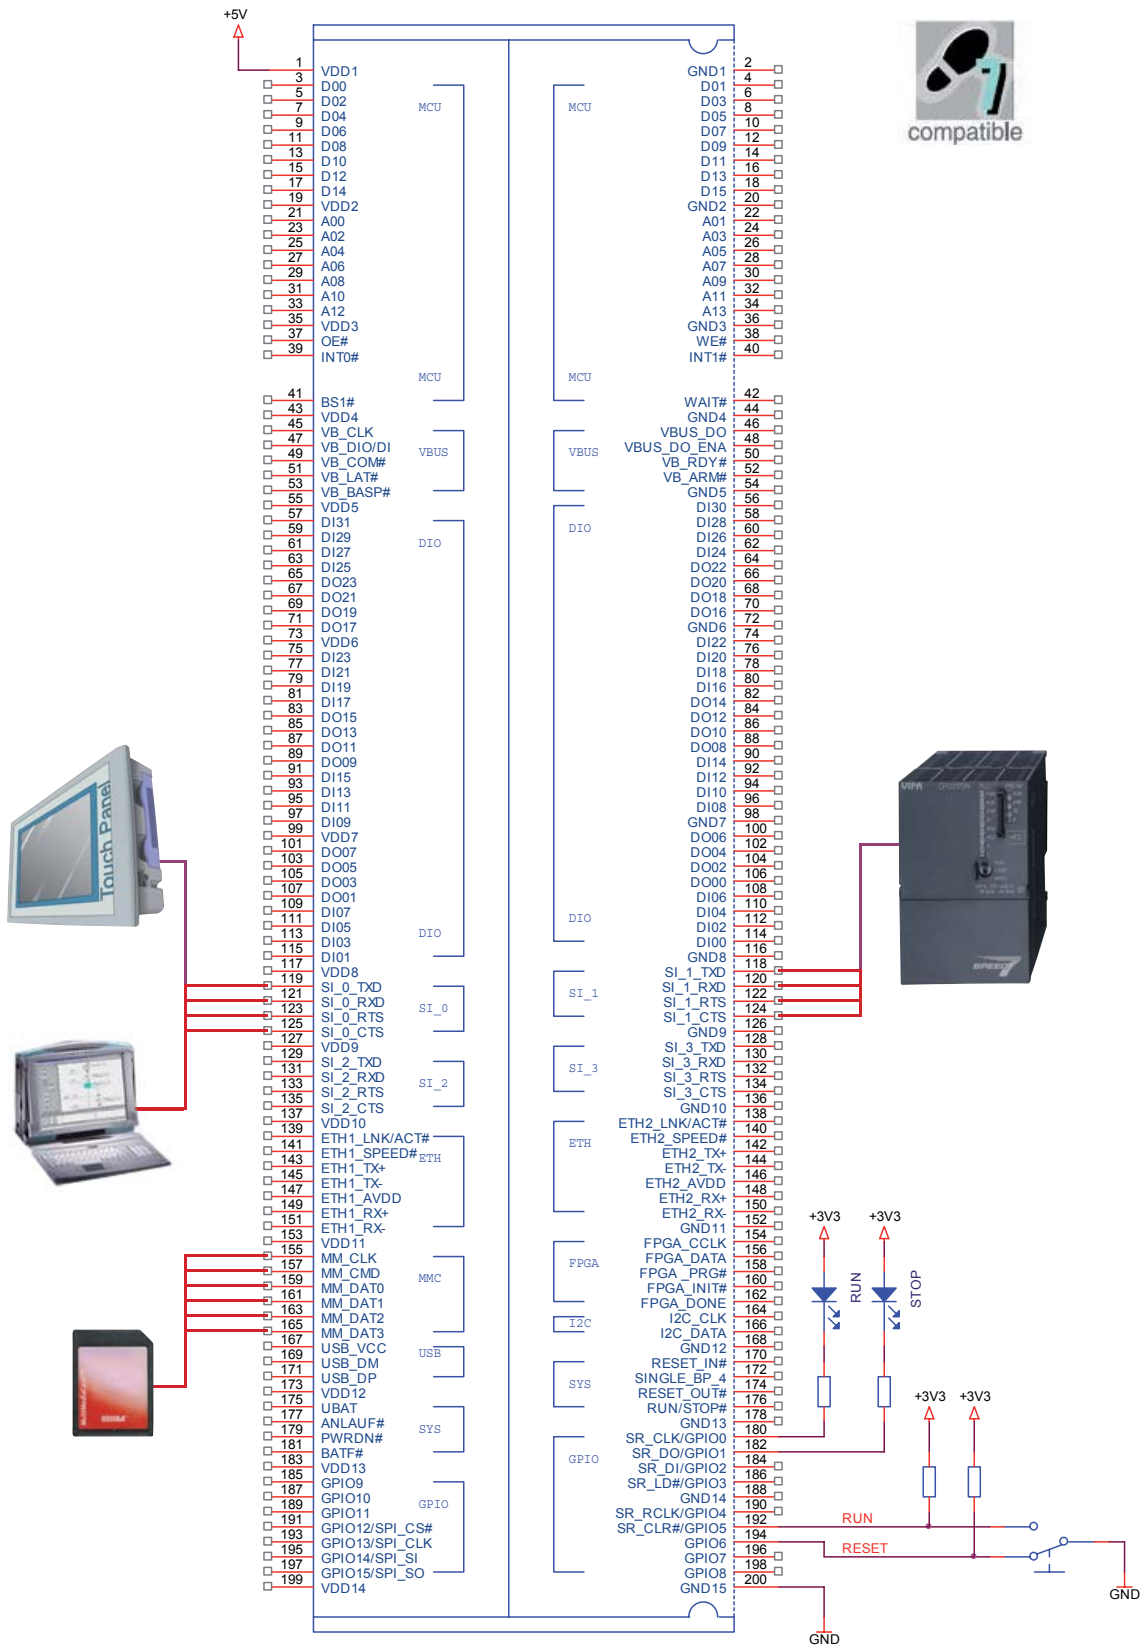 +5V
1 VDD1 GND1 2
3 D00 D01 4
5 D02 D03 6
7 D04 D05 8
9 D06 D07 10
11 D08 D09 12
13 D10 D11 14
15 D12 D13 16
17 D14 D15 18
19 VDD2 GND2 20
21 A00 A01 22
23 A02 A03 24
25 A04 A05 26
27 A06 A07 28
29 A08 A09 30
31 A10 A11 32
33 A12 A13 34
35 VDD3 GND3 36
37 OE# WE# 38
39 INT0# INT1# 40
MCU MCU
MCU MCU
41 BS1# WAIT# 42
43 VDD4 GND4 44
45 VB_CLK VBUS_DO 46
47 VB_DIO/DI VBUS_DO_ENA 48
49 VB_COM# VB_RDY# 50
51 VB_LAT# VB_ARM# 52
53 VB_BASP# GND5 54
VBUS VBUS
55 VDD5 DI30 56
57 DI31 DI28 58
59 DI29 DI26 60
61 DI27 DI24 62
63 DI25 DO22 64
65 DO23 DO20 66
67 DO21 DO18 68
69 DO19 DO16 70
71 DO17 GND6 72
73 VDD6 DI22 74
75 DI23 DI20 76
77 DI21 DI18 78
79 DI19 DI16 80
81 DI17 DO14 82
83 DO15 DO12 84
85 DO13 DO10 86
87 DO11 DO08 88
89 DO09 DI14 90
91 DI15 DI12 92
93 DI13 DI10 94
95 DI11 DI08 96
97 DI09 GND7 98
99 VDD7 DO06 100
101 DO07 DO04 102
103 DO05 DO02 104
105 DO03 DO00 106
107 DO01 DI06 108
109 DI07 DI04 110
111 DI05 DI02 112
113 DI03 DI00 114
115 DI01 GND8 116
DIO DIO
DIO DIO
117 VDD8 SI_1_TXD 118
119 SI_0_TXD SI_1_RXD 120
121 SI_0_RXD SI_1_RTS 122
123 SI_0_RTS SI_1_CTS 124
125 SI_0_CTS GND9 126
SI_0 SI_1
127 VDD9 SI_3_TXD 128
129 SI_2_TXD SI_3_RXD 130
131 SI_2_RXD SI_3_RTS 132
133 SI_2_RTS SI_3_CTS 134
135 SI_2_CTS GND10 136
SI_2 SI_3
137 VDD10 ETH2_LNK/ACT# 138
139 ETH1_LNK/ACT# ETH2_SPEED# 140
141 ETH1_SPEED# ETH2_TX+ 142
143 ETH1_TX+ ETH2_TX- 144
145 ETH1_TX- ETH2_AVDD 146
147 ETH1_AVDD ETH2_RX+ 148
149 ETH1_RX+ ETH2_RX- 150
151 ETH1_RX- GND11 152
ETH ETH
153 VDD11 FPGA_CCLK 154
155 MM_CLK FPGA_DATA 156
157 MM_CMD FPGA_PRG# 158
159 MM_DAT0 FPGA_INIT# 160
161 MM_DAT1 FPGA_DONE 162
163 MM_DAT2 I2C_CLK 164
165 MM_DAT3 I2C_DATA 166
MMC FPGA
I2C
167 USB_VCC GND12 168
169 USB_DM RESET_IN# 170
171 USB_DP SINGLE_BP_4 172
173 VDD12 RESET_OUT# 174
175 UBAT RUN/STOP# 176
177 ANLAUF# GND13 178
USB SYS
179 PWRDN# SR_CLK/GPIO0 180
181 BATF# SR_DO/GPIO1 182
183 VDD13 SR_DI/GPIO2 184
185 GPIO9 SR_LD#/GPIO3 186
187 GPIO10 GND14 188
189 GPIO11 SR_RCLK/GPIO4 190
191 GPIO12/SPI_CS# SR_CLR#/GPIO5 192
193 GPIO13/SPI_CLK GPIO6 194
195 GPIO14/SPI_SI GPIO7 196
197 GPIO15/SPI_SO GPIO8 198
199 VDD14 GND15 200
SYS GPIO
GPIO
7
compatible
Touch Panel
VIPA
SPEED7
MultiMediaCard
+3V3 +3V3
RUN STOP
+3V3 +3V3
RUN
RESET
GND
GND